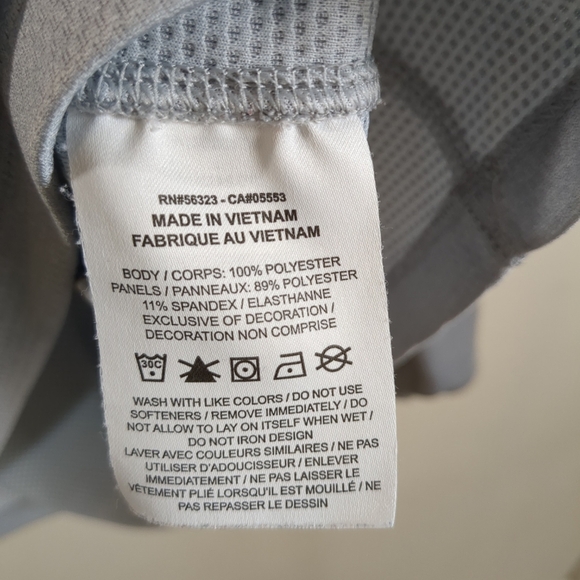 RN#56323 - CA#05553
MADE IN VIETNAM
FABRIQUE AU VIETNAM
BODY / CORPS: 100% POLYESTER
PANELS / PANNEAUX: 89% POLYESTER
11% SPANDEX / ELASTHANNE
EXCLUSIVE OF DECORATION /
DECORATION NON COMPRISE
30C
WASH WITH LIKE COLORS / DO NOT USE
SOFTENERS / REMOVE IMMEDIATELY / DO
NOT ALLOW TO LAY ON ITSELF WHEN WET /
DO NOT IRON DESIGN
LAVER AVEC COULEURS SIMILAIRES / NE PAS
UTILISER D'ADOUCISSEUR / ENLEVER
IMMEDIATEMENT / NE PAS LAISSER LE
VÊTEMENT PLIÉ LORSQU'IL EST MOUILLÉ / NE
PAS REPASSER LE DESSIN